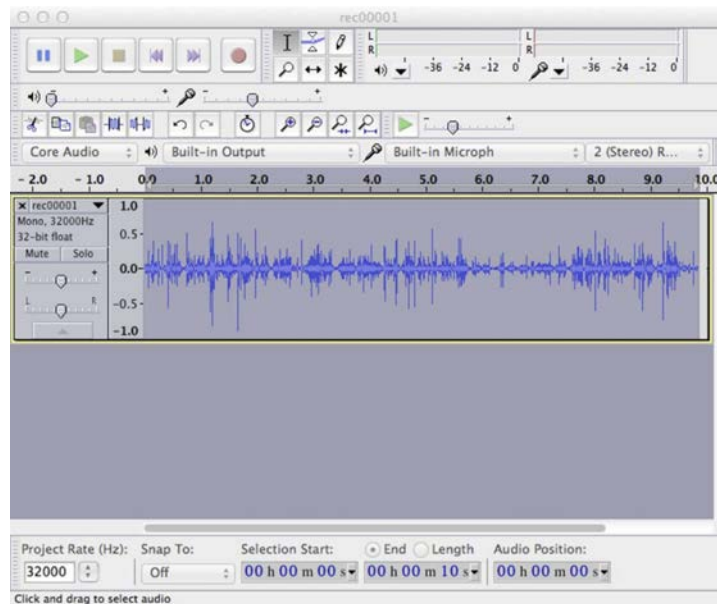 rec00001
L
R
-36 -24 -12 0
L
R
-36 -24 -12 0
- +
- +
- +
Core Audio
Built-in Output
Built-in Microph
2 (Stereo) R...
- 2.0 - 1.0 0.0 1.0 2.0 3.0 4.0 5.0 6.0 7.0 8.0 9.0 10.0
× rec00001
Mono, 32000Hz
32-bit float
Mute Solo
- +
L R
1.0
0.5-
0.0-
-0.5-
-1.0
Project Rate (Hz): Snap To: Selection Start: End Length Audio Position:
32000 Off 00 h 00 m 00 s 00 h 00 m 10 s 00 h 00 m 00 s
Click and drag to select audio